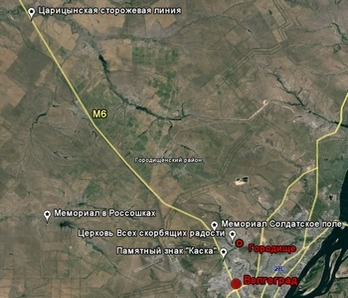 Царицынская сторожевая линия
М6
Городищенский район
Мемориал в Россошках
Мемориал Солдатское поле
Церковь Всех скорбящих радости
Городище
Памятный знак "Каска"
Волгоград